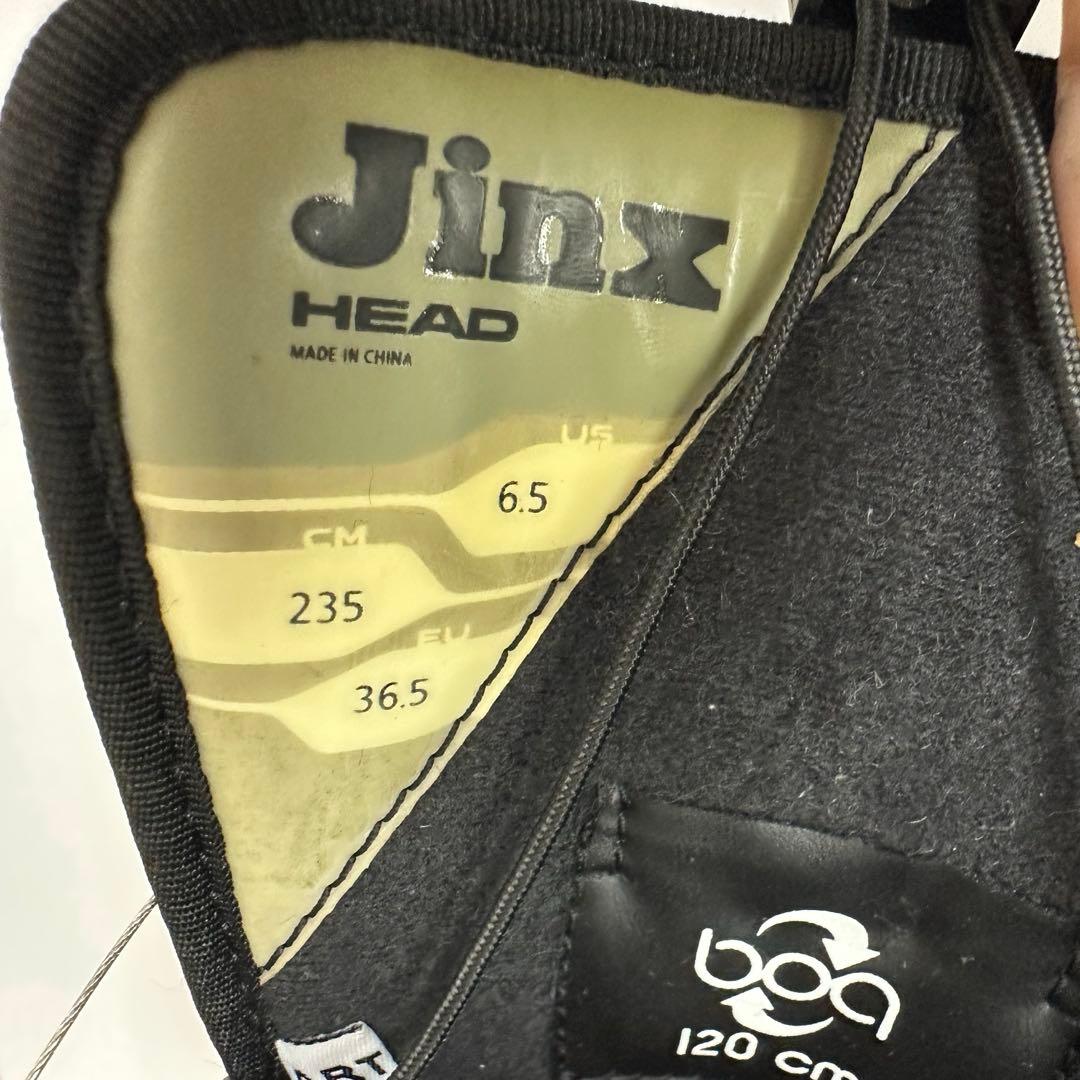 Jinx
HEAD
MADE IN CHINA
US
6.5
CM
235
EU
36.5
boa
120 cm